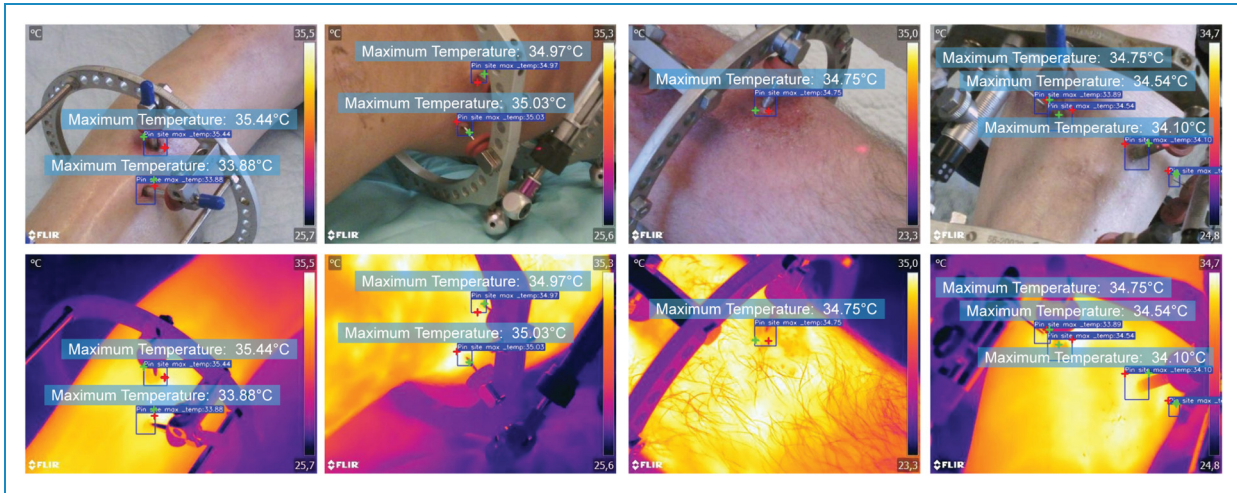 °C
35,5
Maximum Temperature: 35.44°C
Pin site max _temp:35.44
Maximum Temperature: 33.88°C
Pin site max _temp:33.88
FLIR
25,7
35,3
Maximum Temperature: 34.97°C
Pin site max _temp:34.97
Maximum Temperature: 35.03°C
Pin site max _temp:35.03
FLIR
25,6
°C
35,0
Maximum Temperature: 34.75°C
Pin site max _temp:34.75
FLIR
23,3
°C
34,7
Maximum Temperature: 34.75°C
Maximum Temperature: 34.54°C
Pin site max _temp:33.89
Pin site max _temp:34.54
Maximum Temperature: 34.10°C
Pin site max _temp:34.10
Pin site max _t
FLIR
24,8
°C
35,5
Maximum Temperature: 35.44°C
Pin site max _temp:35.44
Maximum Temperature: 33.88°C
Pin site max _temp:33.88
FLIR
25,7
°C
35,3
Maximum Temperature: 34.97°C
Pin site max _temp:34.97
Maximum Temperature: 35.03°C
Pin site max _temp:35.03
FLIR
25,6
°C
35,0
Maximum Temperature: 34.75°C
Pin site max _temp:34.75
FLIR
23,3
°C
34,7
Maximum Temperature: 34.75°C
Maximum Temperature: 34.54°C
Pin site max _temp:33.89
Pin site max _temp:34.54
Maximum Temperature: 34.10°C
Pin site max _temp:34.10
Pin site max _t
FLIR
24,8